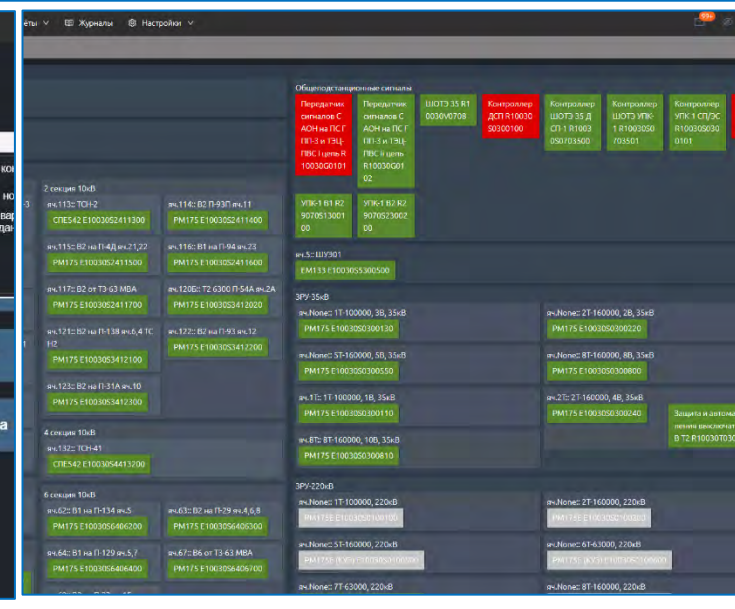 Журналы
Настройки
99+
Общеподстанционные сигналы
Передатчик
сигналов С
АОН на ПС Г
ПП-3 и ТЭЦ-
ПВС I цепь R
10030G0101
Передатчик
сигналов С
АОН на ПС Г
ПП-3 и ТЭЦ-
ПВС II цепь
R10030G01
02
ШОТЭ 35 R1
0030V0708
Контроллер
ДСП R10030
S0300100
Контроллер
ШОТЭ 35 Д
СП-1 R1003
0S0703500
Контроллер
ШОТЭ УПК-
1 R10030S0
703501
Контроллер
УПК-1 СП/ЭС
R10030S030
0101
УПК-1 В1 R2
9070S13001
00
УПК-1 В2 R2
9070S23002
00
яч.5:: ШУЭ01
EM133 E10030S5300500
2 секция 10кВ
яч.113:: ТСН-2
СПЕ542 E10030S2411300
яч.114:: В2 П-93П яч.11
PM175 E10030S2411400
яч.115:: В2 на П-4Д яч.21,22
PM175 E10030S2411500
яч.116:: В1 на П-94 яч.23
PM175 E10030S2411600
яч.117:: В2 от Т3-63 МВА
PM175 E10030S2411700
яч.120Б:: Т2 6300 П-54А яч.2А
PM175 E10030S3412020
яч.121:: В2 на П-138 яч.6,4 ТС
Н2
PM175 E10030S3412100
яч.122:: В2 на П-93 яч.12
PM175 E10030S3412200
яч.123:: В2 на П-31А яч.10
PM175 E10030S3412300
4 секция 10кВ
яч.132:: ТСН-41
СПЕ542 E10030S4413200
6 секция 10кВ
яч.62:: В1 на П-134 яч.5
PM175 E10030S6406200
яч.63:: В2 на П-29 яч.4,6,8
PM175 E10030S6406300
яч.64:: В1 на П-129 яч.5,7
PM175 E10030S6406400
яч.67:: В6 от Т3-63 МВА
PM175 E10030S6406700
ЗРУ-35кВ
яч.None:: 1Т-100000, 3В, 35кВ
PM175 E10030S0300130
яч.None:: 2Т-160000, 2В, 35кВ
PM175 E10030S0300220
яч.None:: 5Т-160000, 5В, 35кВ
PM175 E10030S0300550
яч.None:: 8Т-160000, 8В, 35кВ
PM175 E10030S0300800
яч.1Т:: 1Т-100000, 1В, 35кВ
PM175 E10030S0300110
яч.2Т:: 2Т-160000, 4В, 35кВ
PM175 E10030S0300240
Защита и автома
ления выключат
В Т2 R10030T030
яч.8Т:: 8Т-160000, 10В, 35кВ
PM175 E10030S0300810
ЗРУ-220кВ
яч.None:: 1Т-100000, 220кВ
яч.None:: 2Т-160000, 220кВ
яч.None:: 5Т-160000, 220кВ
яч.None:: 6Т-63000, 220кВ
яч.None:: 7Т-63000, 220кВ
яч.None:: 8Т-160000, 220кВ